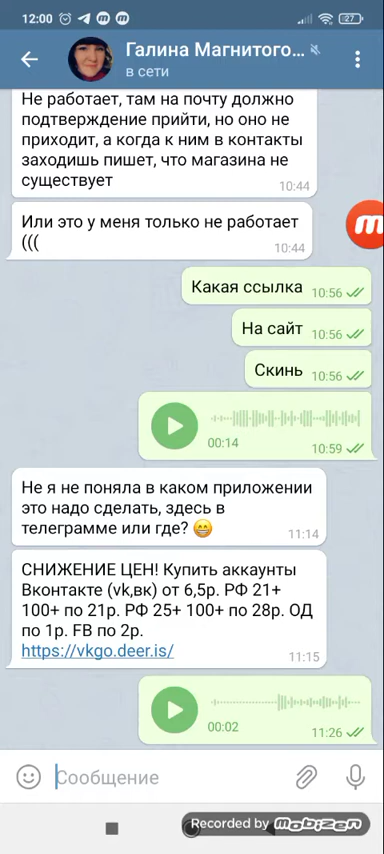 12:00
27
Галина Магнитого...
в сети
Не работает, там на почту должно
подтверждение прийти, но оно не
приходит, а когда к ним в контакты
заходишь пишет, что магазина не
существует
10:44
Или это у меня только не работает
(((
10:44
Какая ссылка 10:56
На сайт 10:56
Скинь 10:56
00:14
10:59
Не я не поняла в каком приложении
это надо сделать, здесь в
телеграмме или где? 😁
11:14
СНИЖЕНИЕ ЦЕН! Купить аккаунты
Вконтакте (vk,вк) от 6,5р. РФ 21+
100+ по 21р. РФ 25+ 100+ по 28р. ОД
по 1р. FB по 2р.
https://vkgo.deer.is/
11:15
00:02
11:26
Сообщение
Recorded by mobizen